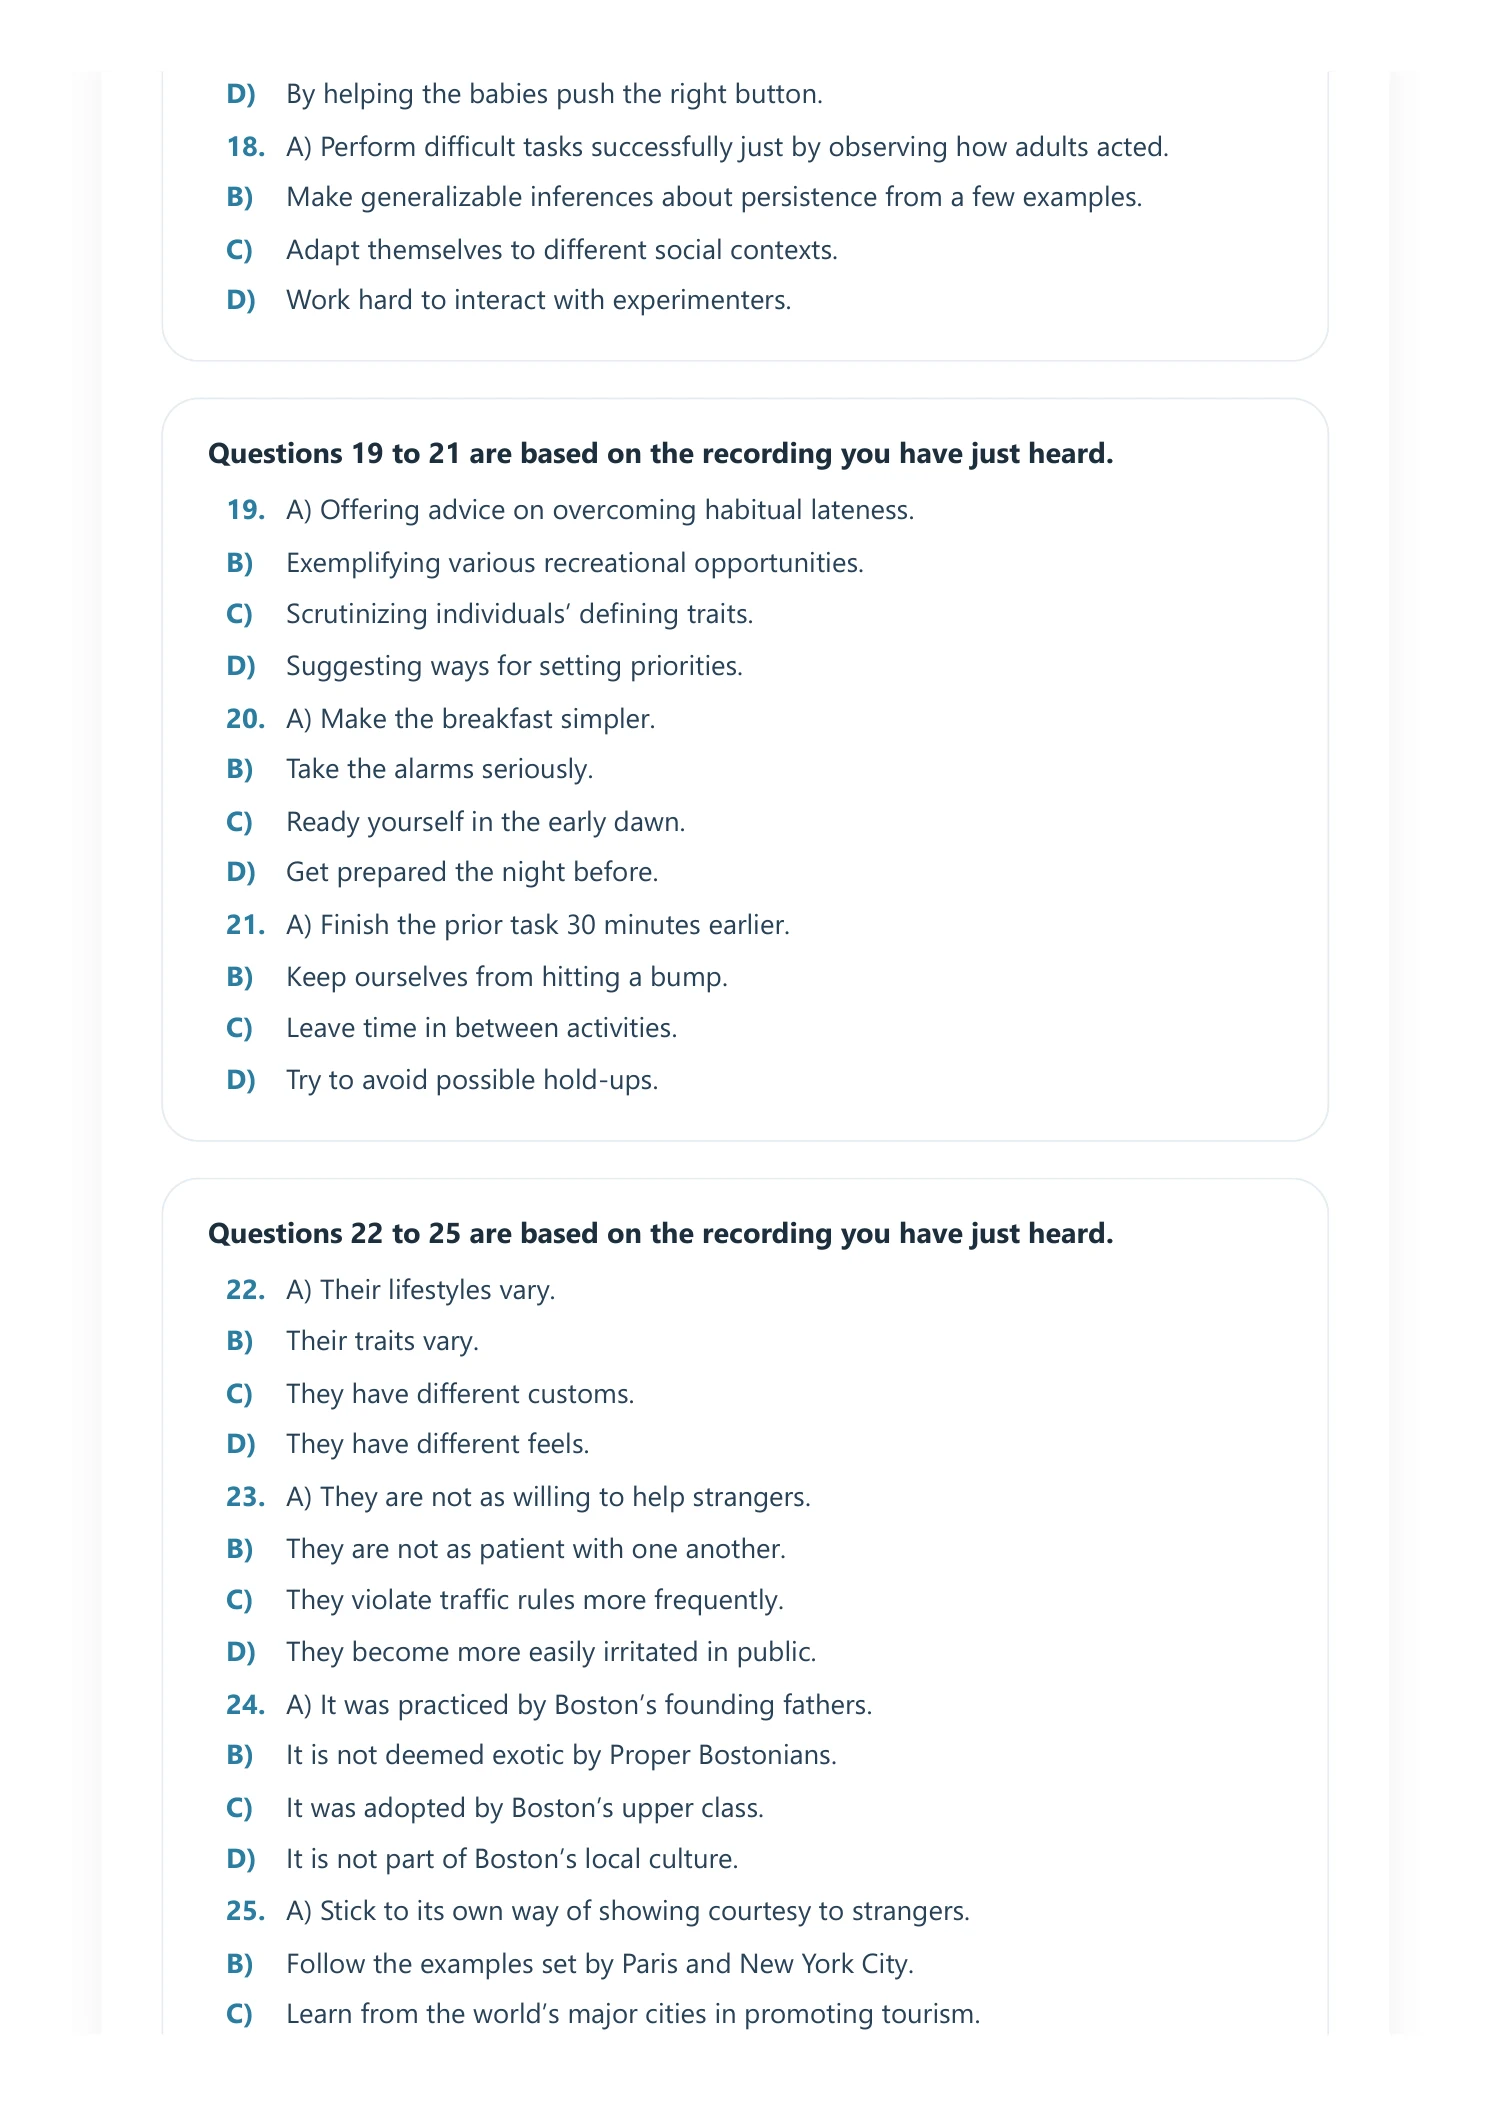 D) By helping the babies push the right button.
18. A) Perform difficult tasks successfully just by observing how adults acted.
B) Make generalizable inferences about persistence from a few examples.
C) Adapt themselves to different social contexts.
D) Work hard to interact with experimenters.
Questions 19 to 21 are based on the recording you have just heard.
19. A) Offering advice on overcoming habitual lateness.
B) Exemplifying various recreational opportunities.
C) Scrutinizing individuals’ defining traits.
D) Suggesting ways for setting priorities.
20. A) Make the breakfast simpler.
B) Take the alarms seriously.
C) Ready yourself in the early dawn.
D) Get prepared the night before.
21. A) Finish the prior task 30 minutes earlier.
B) Keep ourselves from hitting a bump.
C) Leave time in between activities.
D) Try to avoid possible hold-ups.
Questions 22 to 25 are based on the recording you have just heard.
22. A) Their lifestyles vary.
B) Their traits vary.
C) They have different customs.
D) They have different feels.
23. A) They are not as willing to help strangers.
B) They are not as patient with one another.
C) They violate traffic rules more frequently.
D) They become more easily irritated in public.
24. A) It was practiced by Boston’s founding fathers.
B) It is not deemed exotic by Proper Bostonians.
C) It was adopted by Boston’s upper class.
D) It is not part of Boston’s local culture.
25. A) Stick to its own way of showing courtesy to strangers.
B) Follow the examples set by Paris and New York City.
C) Learn from the world’s major cities in promoting tourism.